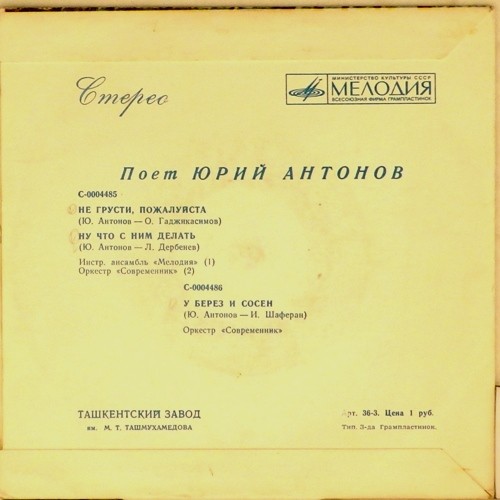 Стерео
МИНИСТЕРСТВО КУЛЬТУРЫ СССР
МЕЛОДИЯ
ВСЕСОЮЗНАЯ ФИРМА ГРАМПЛАСТИНОК
Поет ЮРИЙ АНТОНОВ
С-0004485
НЕ ГРУСТИ, ПОЖАЛУЙСТА
(Ю. Антонов — О. Гаджикасимов)
НУ ЧТО С НИМ ДЕЛАТЬ
(Ю. Антонов — Л. Дербенев)
Инстр. ансамбль «Мелодия» (1)
Оркестр «Современник» (2)
С-0004486
У БЕРЕЗ И СОСЕН
(Ю. Антонов — И. Шаферан)
Оркестр «Современник»
ТАШКЕНТСКИЙ ЗАВОД
им. М. Т. ТАШМУХАМЕДОВА
Арт. 36-3. Цена 1 руб.
Тип. З-да Грампластинок.